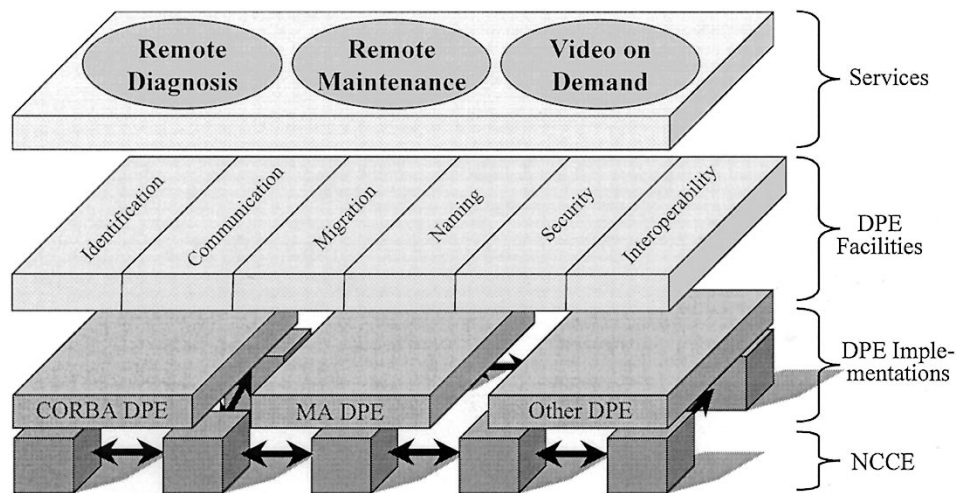 Remote
Diagnosis
Remote
Maintenance
Video on
Demand
Services
Identification
Communication
Migration
Naming
Security
Interoperability
DPE
Facilities
CORBA DPE
MA DPE
Other DPE
DPE Imple-
mentations
NCCE